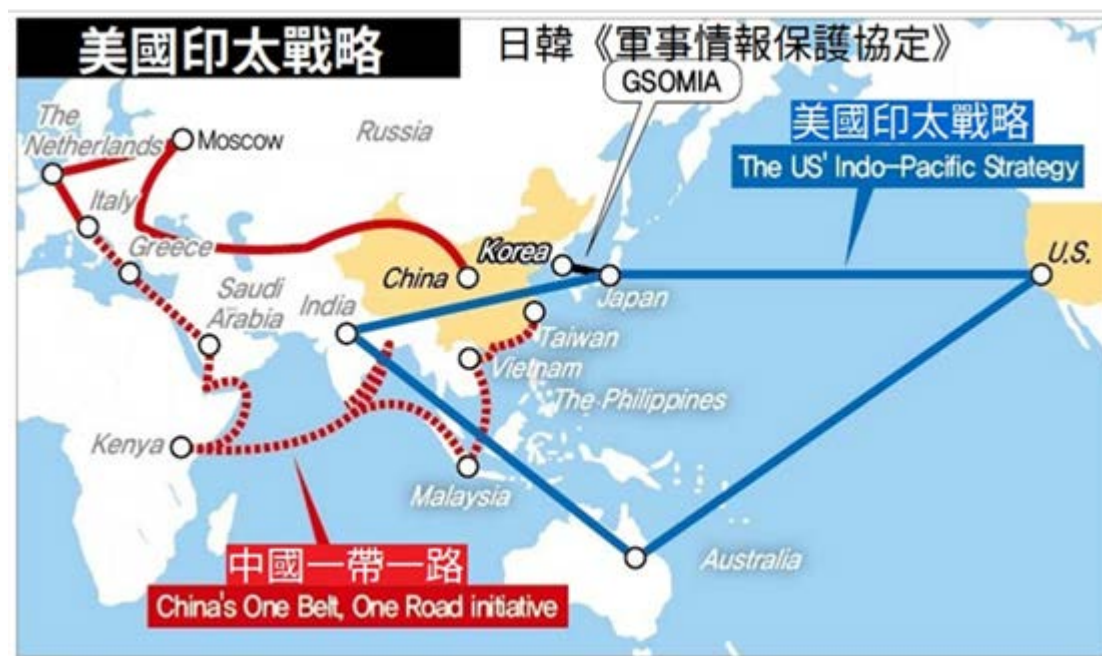 美國印太戰略
日韓《軍事情報保護協定》
GSOMIA
The
Netherlands
Moscow
Russia
美國印太戰略
The US' Indo-Pacific Strategy
Italy
Greece
Korea
China
U.S.
Saudi
Arabia
India
Japan
Taiwan
Vietnam
The Philippines
Kenya
Malaysia
中國一帶一路
China's One Belt, One Road initiative
Australia